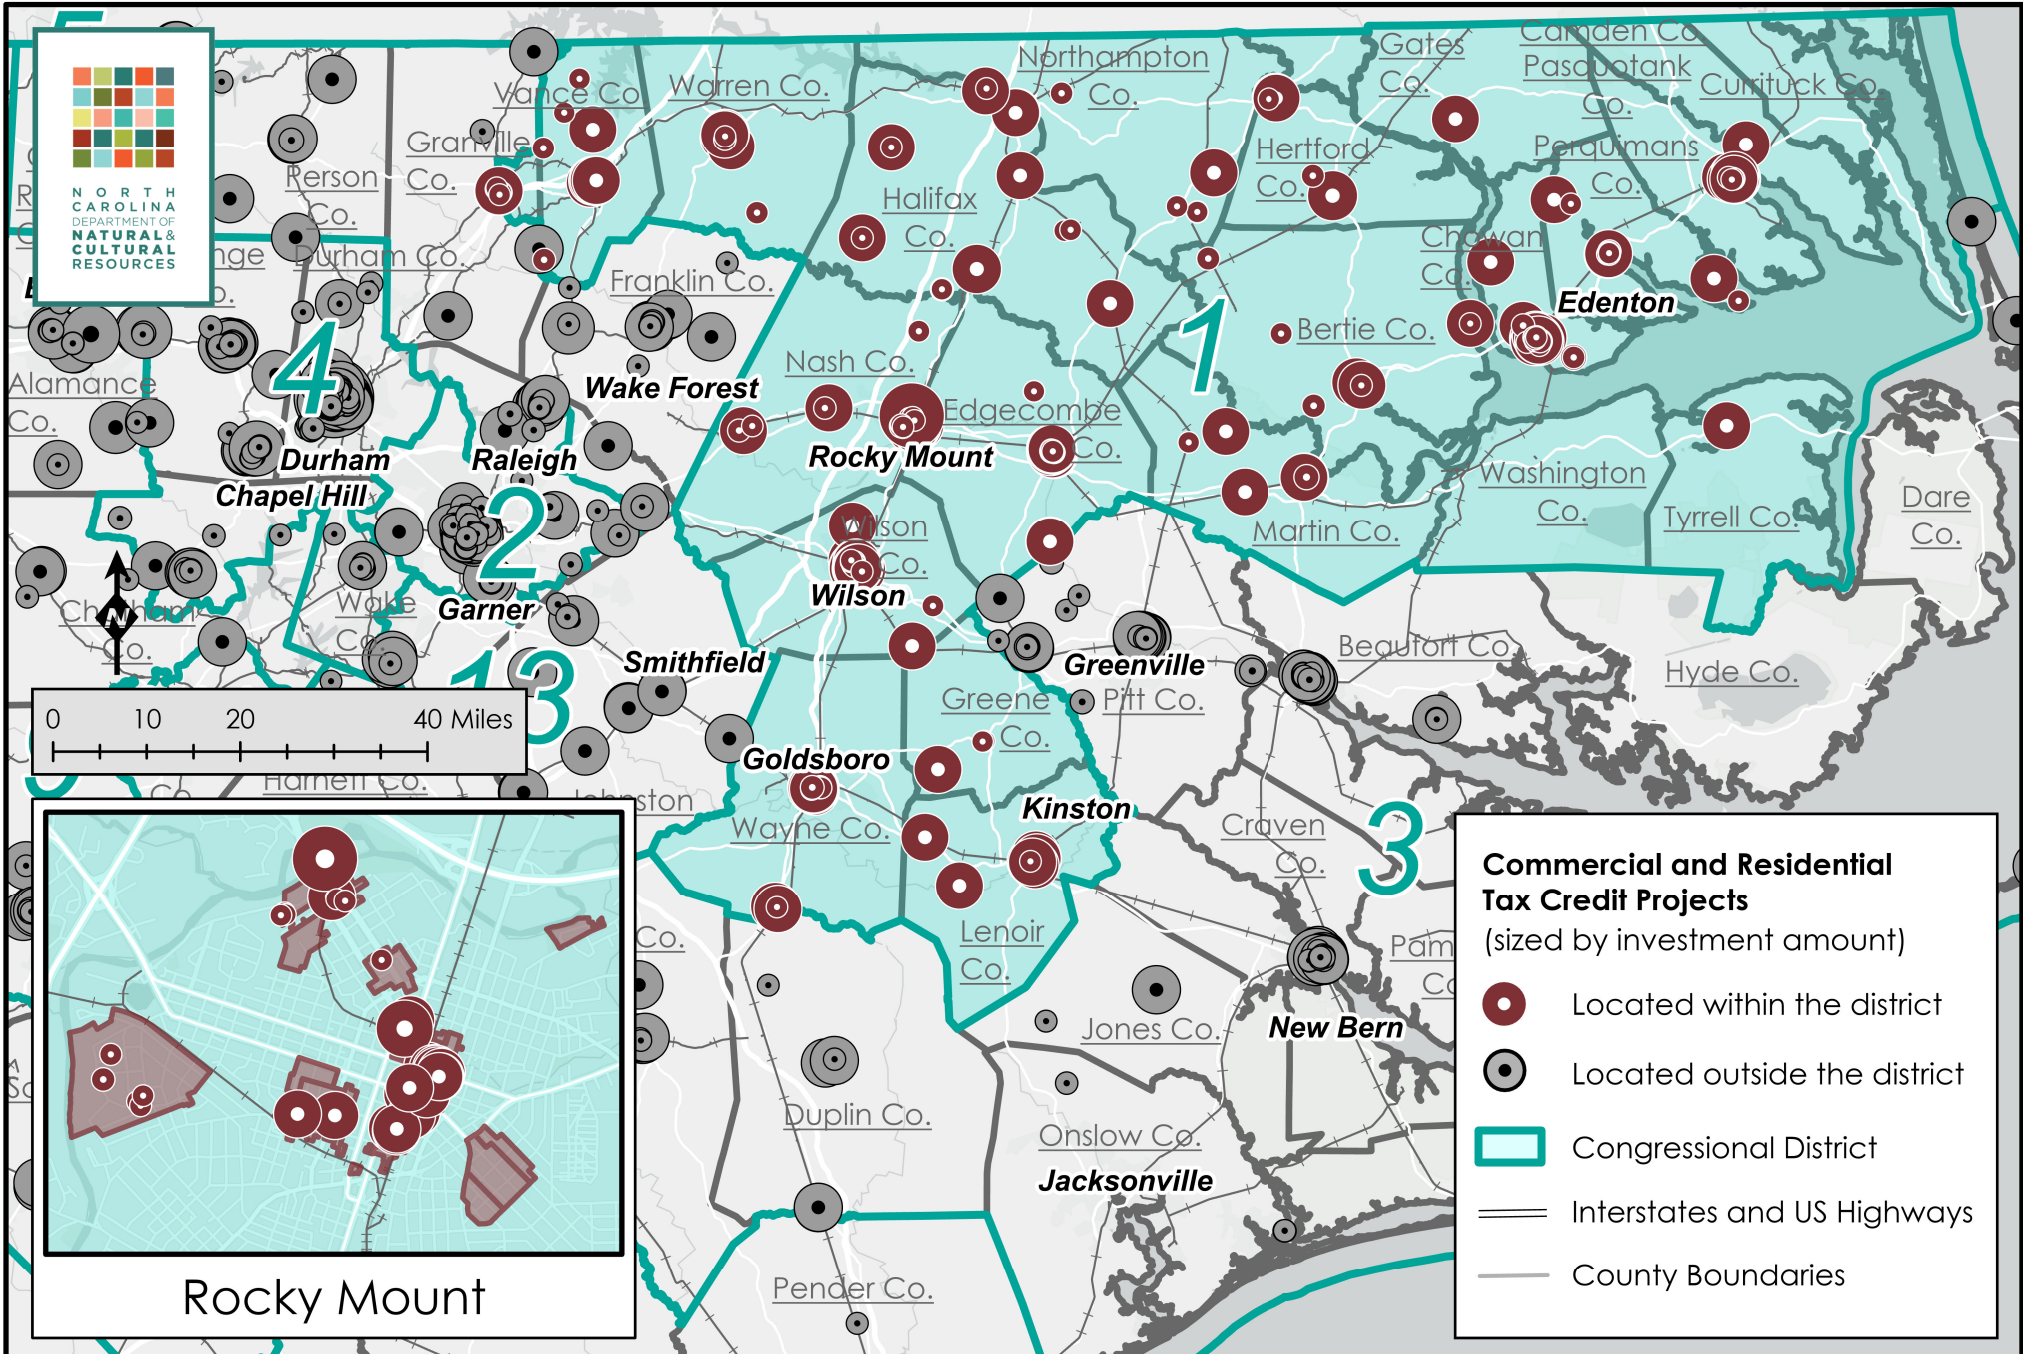 5
NORTH
CAROLINA
DEPARTMENT OF
NATURAL &
CULTURAL
RESOURCES
Vance Co.
Warren Co.
Northampton
Co.
Gates
Co.
Camden Co.
Pasquotank
Co.
Currituck Co.
Granville
Co.
Person
Co.
Hertford
Co.
Perquimans
Co.
Halifax
Co.
Chowan
Co.
Durham Co.
Franklin Co.
Edenton
1
Bertie Co.
Nash Co.
4
Alamance
Co.
Wake Forest
Edgecombe
Co.
Rocky Mount
Durham
Chapel Hill
Raleigh
2
Washington
Co.
Tyrrell Co.
Dare
Co.
Martin Co.
Wilson
Co.
Wilson
Garner
Wake
Co.
Chatham
Co.
13
Smithfield
Greenville
Pitt Co.
Beaufort Co.
Hyde Co.
0 10 20 40 Miles
Greene
Co.
Goldsboro
Wayne Co.
Kinston
Harnett Co.
Co.
Johnston
Craven
Co.
3
Lenoir
Co.
Co.
Jones Co.
New Bern
Pam
Duplin Co.
Onslow Co.
Jacksonville
Pender Co.
Rocky Mount
Commercial and Residential
Tax Credit Projects
(sized by investment amount)
Located within the district
Located outside the district
Congressional District
Interstates and US Highways
County Boundaries